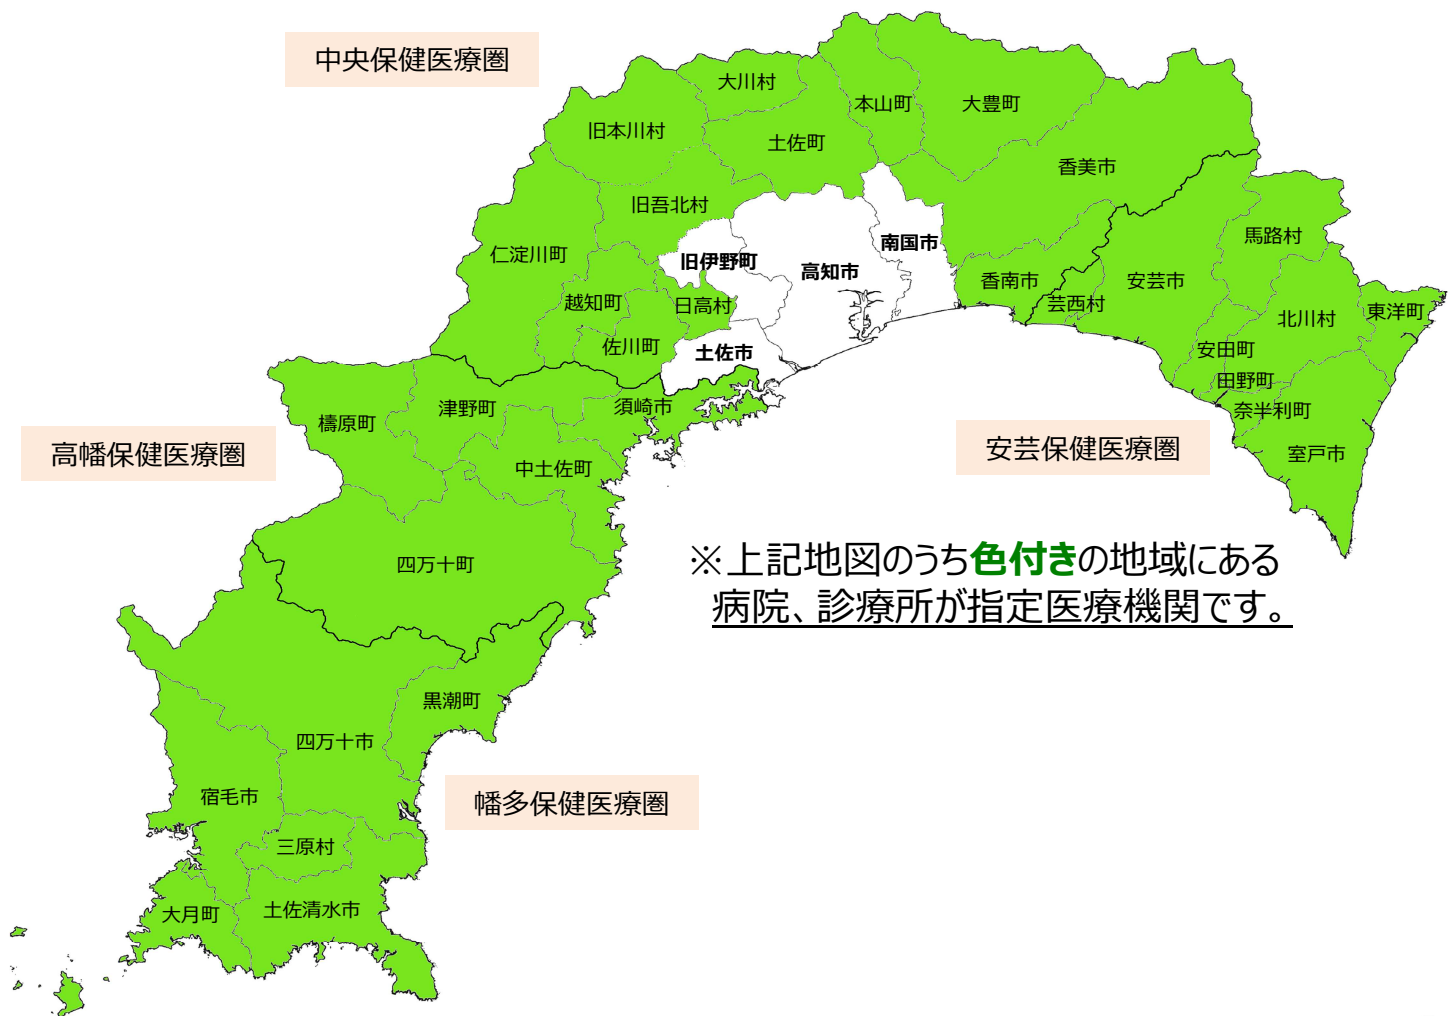 中央保健医療圏
大川村
本山町
大豊町
旧本川村
土佐町
香美市
旧吾北村
馬路村
南国市
仁淀川町
旧伊野町
高知市
香南市
安芸市
越知町
日高村
芸西村
北川村
東洋町
佐川町
土佐市
安田町
田野町
津野町
須崎市
奈半利町
檮原町
高幡保健医療圏
安芸保健医療圏
室戸市
中土佐町
四万十町
※上記地図のうち色付きの地域にある
病院、診療所が指定医療機関です。
黒潮町
四万十市
宿毛市
幡多保健医療圏
三原村
大月町
土佐清水市